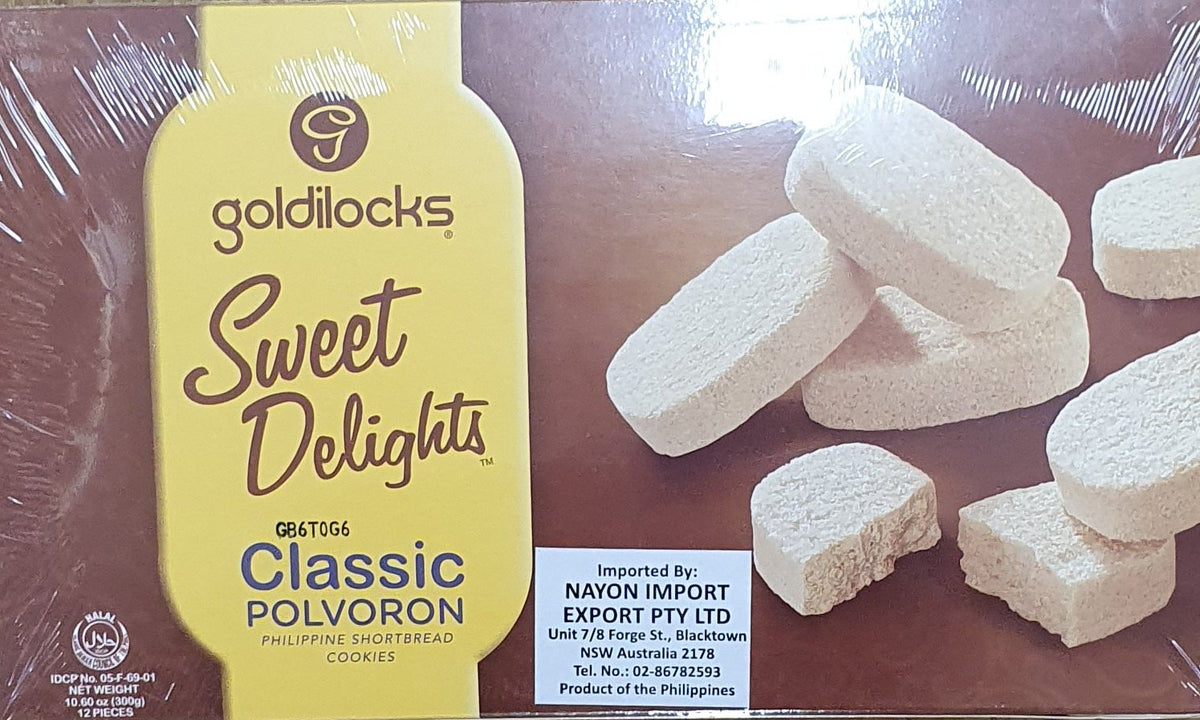 goldilocks®
Sweet
Delights™
GB6T0G6
Classic
POLVORON
PHILIPPINE SHORTBREAD
COOKIES
HALAL
IDCP No. 05-F-69-01
NET WEIGHT
10.60 oz (300g)
12 PIECES
Imported By:
NAYON IMPORT
EXPORT PTY LTD
Unit 7/8 Forge St., Blacktown
NSW Australia 2178
Tel. No.: 02-86782593
Product of the Philippines